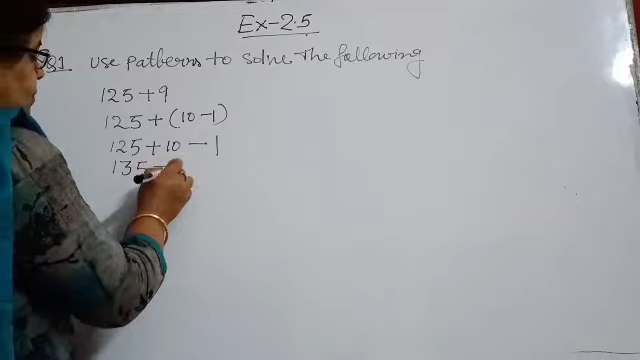 Ex-2.5
Q1. Use patterns to solve the following
125+9
125+(10-1)
125+10-1
135-